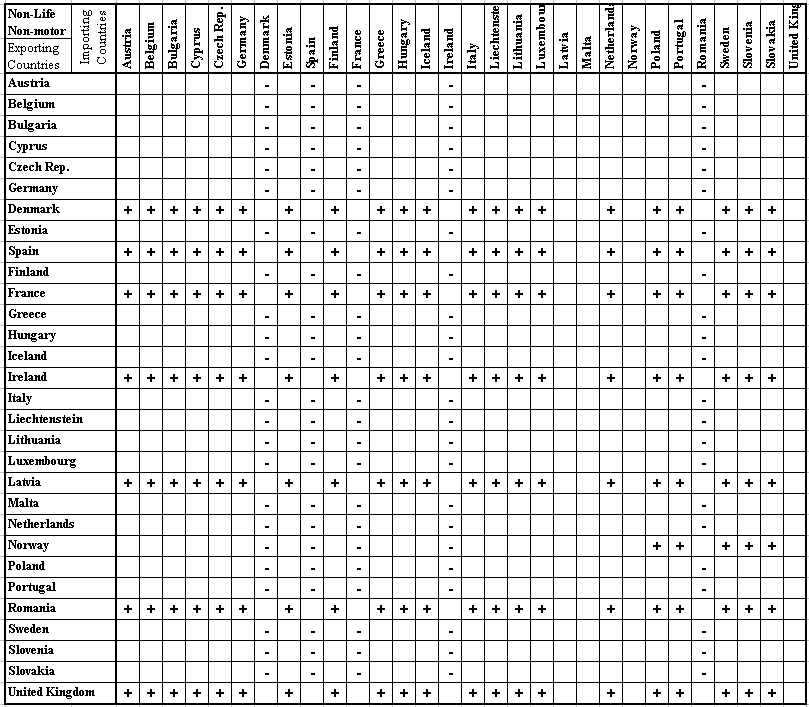 Non-Life
Non-motor
Importing
Countries
Exporting
Countries
Austria
Belgium
Bulgaria
Cyprus
Czech Rep.
Germany
Denmark
Estonia
Spain
Finland
France
Greece
Hungary
Iceland
Ireland
Italy
Liechtenste
Lithuania
Luxembour
Latvia
Malta
Netherland
Norway
Poland
Portugal
Romania
Sweden
Slovenia
Slovakia
United King
Austria - - - - -
Belgium - - - - -
Bulgaria - - - - -
Cyprus - - - - -
Czech Rep. - - - - -
Germany - - - - -
Denmark + + + + + + + + + + + + + + + + + + + + +
Estonia - - - - -
Spain + + + + + + + + + + + + + + + + + + + + +
Finland - - - - -
France + + + + + + + + + + + + + + + + + + + + +
Greece - - - - -
Hungary - - - - -
Iceland - - - - -
Ireland + + + + + + + + + + + + + + + + + + + + +
Italy - - - - -
Liechtenstein - - - - -
Lithuania - - - - -
Luxembourg - - - - -
Latvia + + + + + + + + + + + + + + + + + + + + +
Malta - - - - -
Netherlands - - - - -
Norway - - - - + + + + +
Poland - - - - -
Portugal - - - - -
Romania + + + + + + + + + + + + + + + + + + + + +
Sweden - - - - -
Slovenia - - - - -
Slovakia - - - - -
United Kingdom + + + + + + + + + + + + + + + + + + + + +